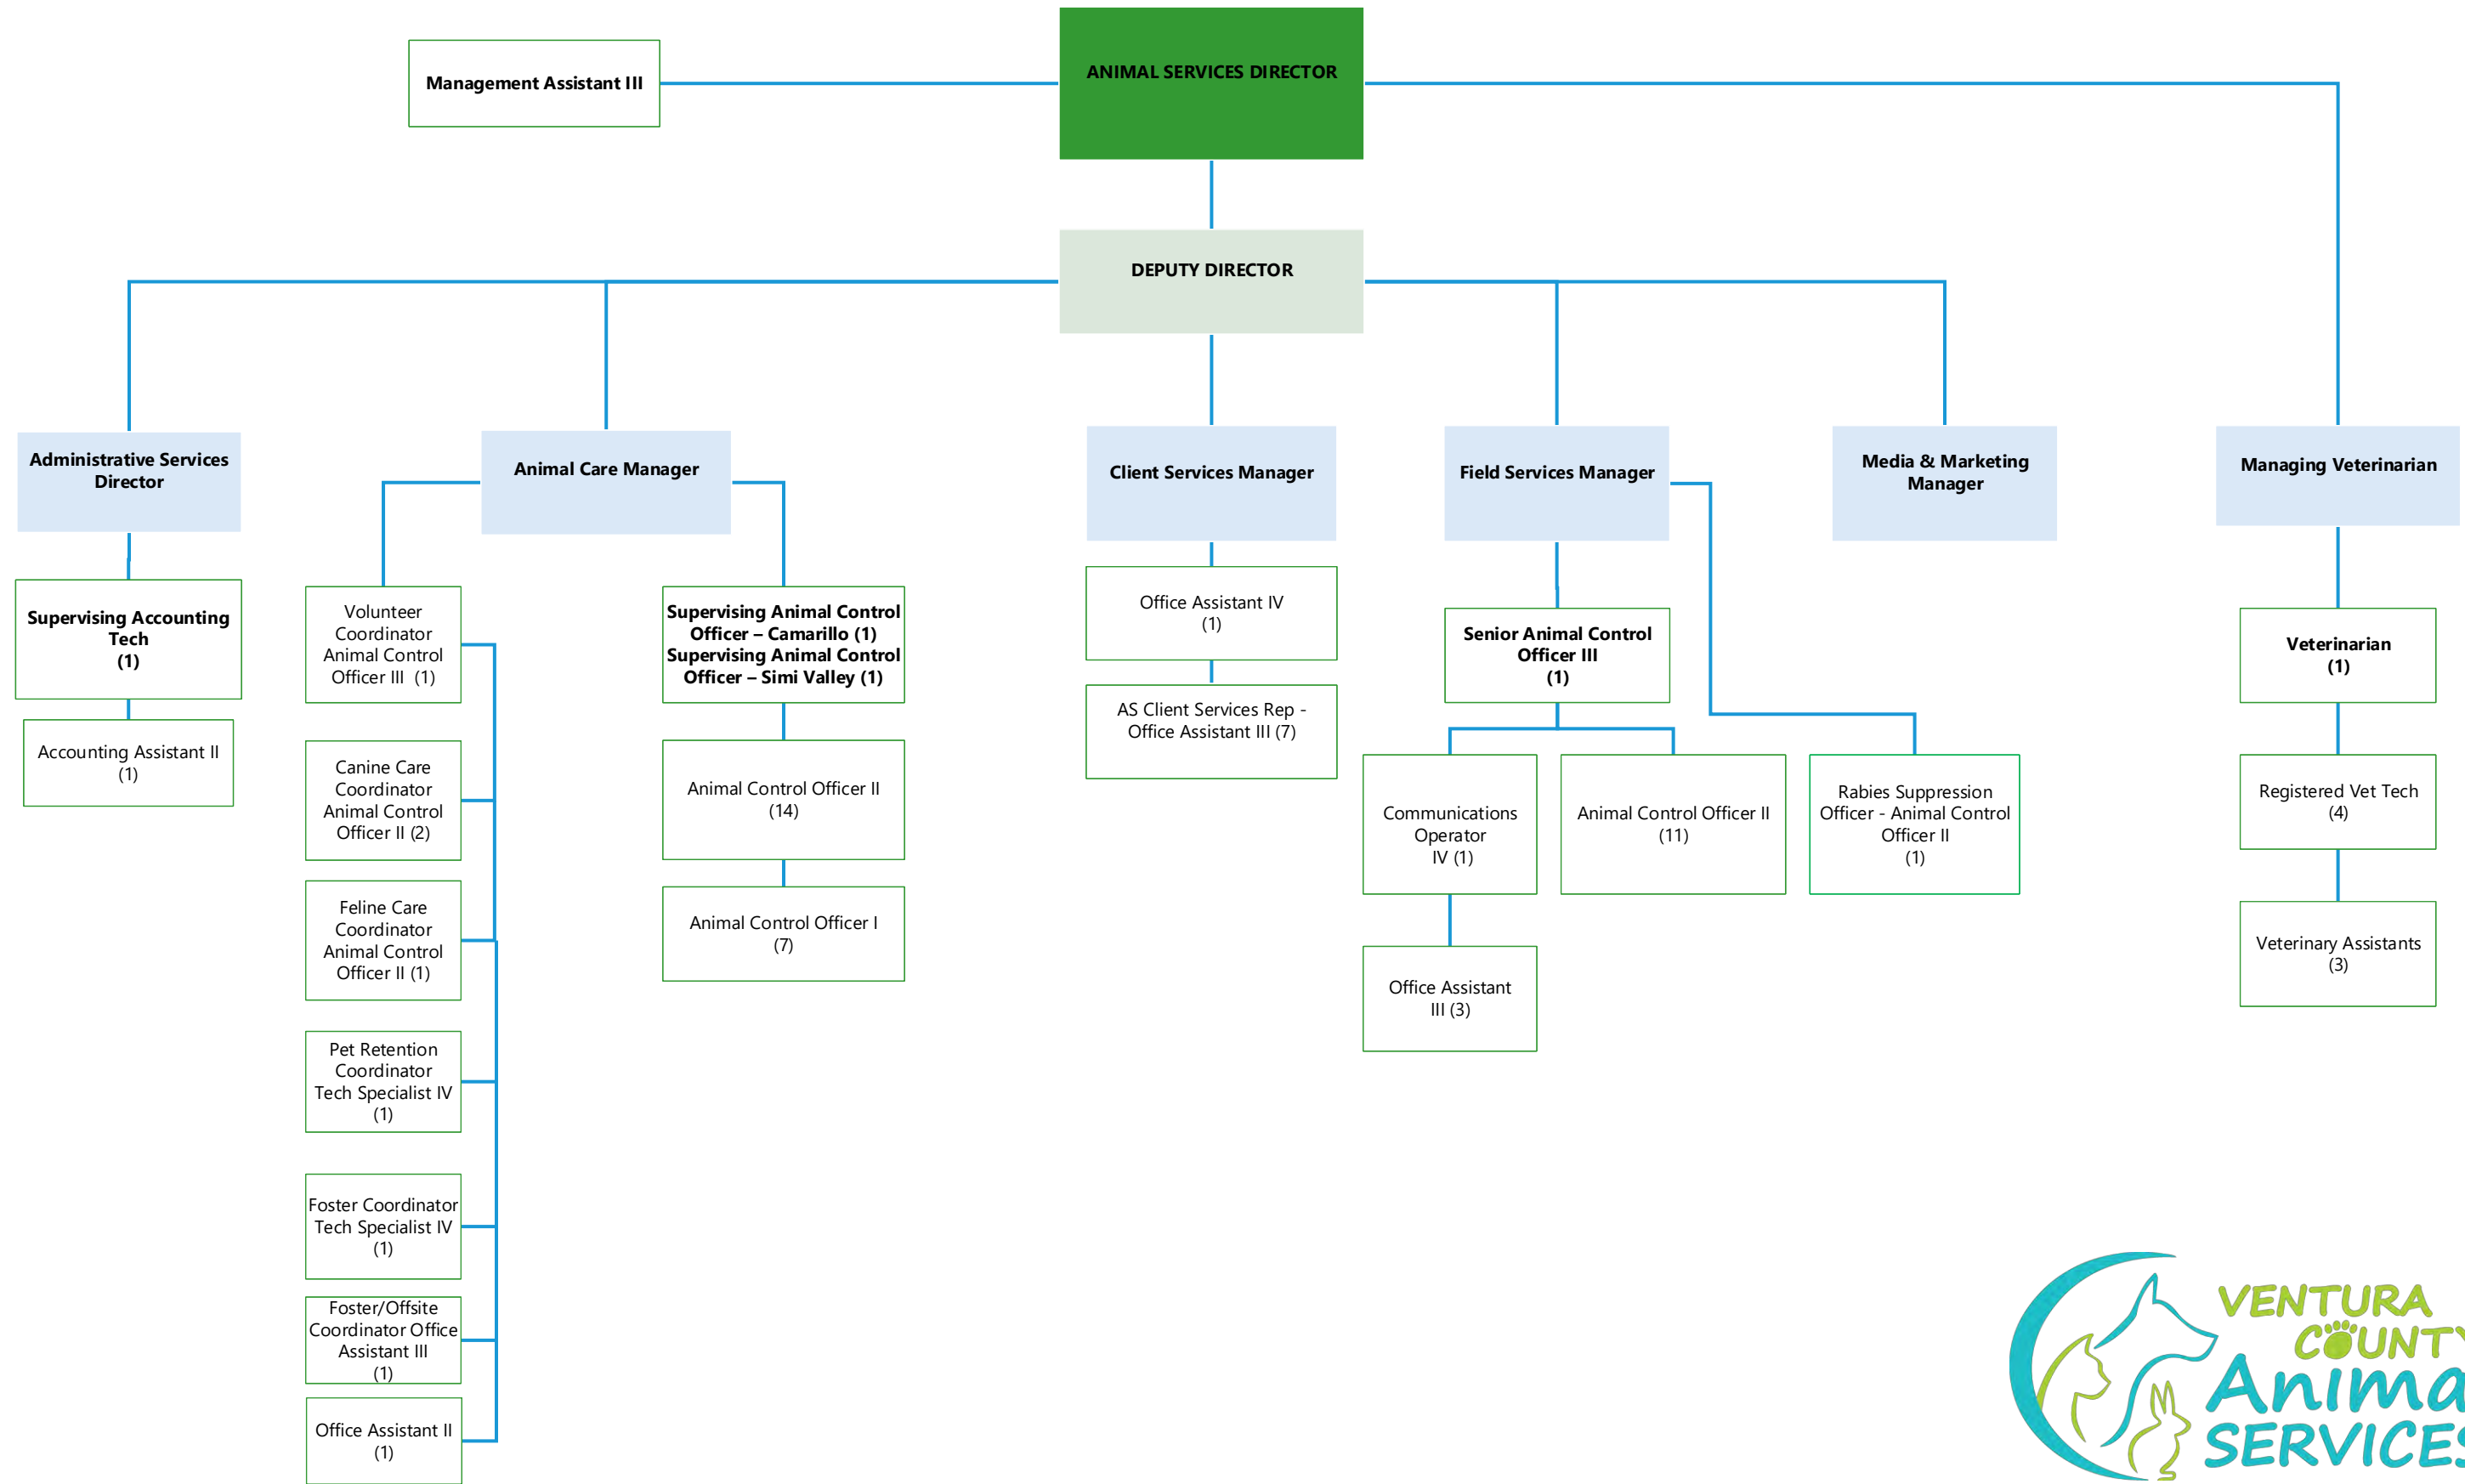 Management Assistant III
ANIMAL SERVICES DIRECTOR
DEPUTY DIRECTOR
Administrative Services
Director
Animal Care Manager
Client Services Manager
Field Services Manager
Media & Marketing
Manager
Managing Veterinarian
Supervising Accounting
Tech
(1)
Accounting Assistant II
(1)
Volunteer
Coordinator
Animal Control
Officer III (1)
Canine Care
Coordinator
Animal Control
Officer II (2)
Feline Care
Coordinator
Animal Control
Officer II (1)
Pet Retention
Coordinator
Tech Specialist IV
(1)
Foster Coordinator
Tech Specialist IV
(1)
Foster/Offsite
Coordinator Office
Assistant III
(1)
Office Assistant II
(1)
Supervising Animal Control
Officer – Camarillo (1)
Supervising Animal Control
Officer – Simi Valley (1)
Animal Control Officer II
(14)
Animal Control Officer I
(7)
Office Assistant IV
(1)
AS Client Services Rep -
Office Assistant III (7)
Senior Animal Control
Officer III
(1)
Communications
Operator
IV (1)
Office Assistant
III (3)
Animal Control Officer II
(11)
Rabies Suppression
Officer - Animal Control
Officer II
(1)
Veterinarian
(1)
Registered Vet Tech
(4)
Veterinary Assistants
(3)
VENTURA
COUNTY
Anima
SERVICES